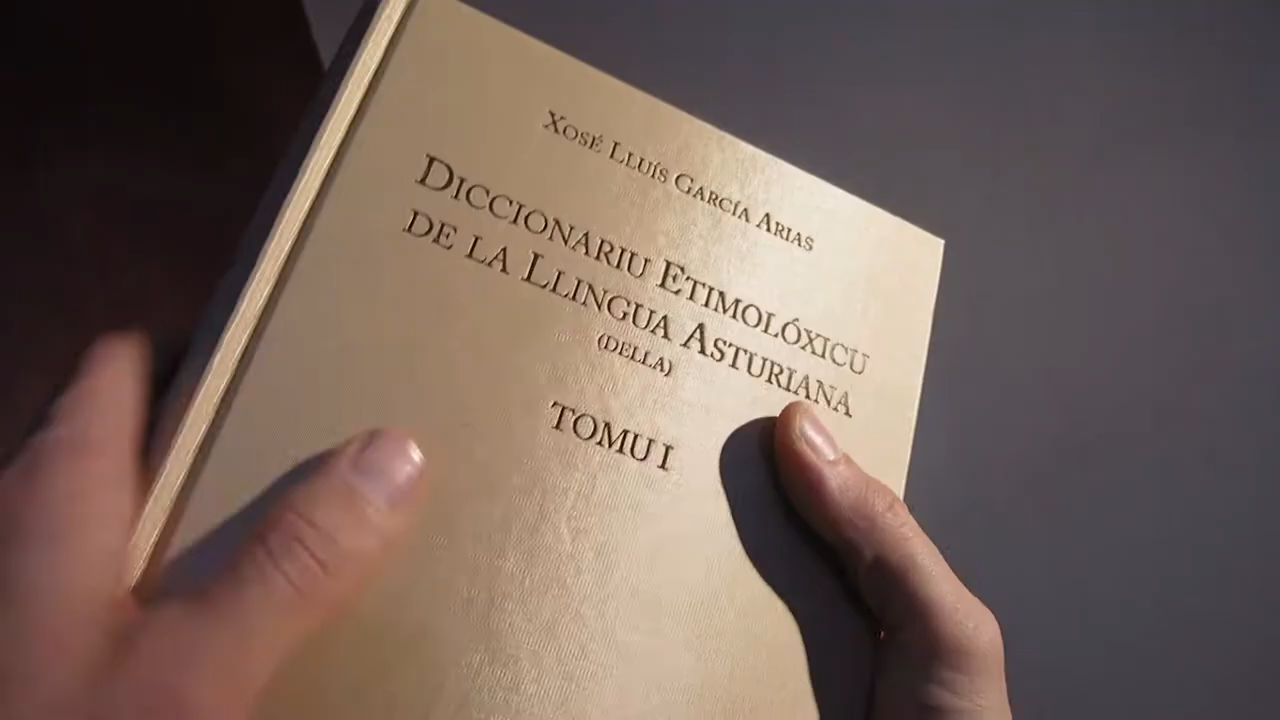 Xosé Lluís García Arias
Diccionariu Etimolóxicu
de la Llingua Asturiana
(DELLA)
TOMU I